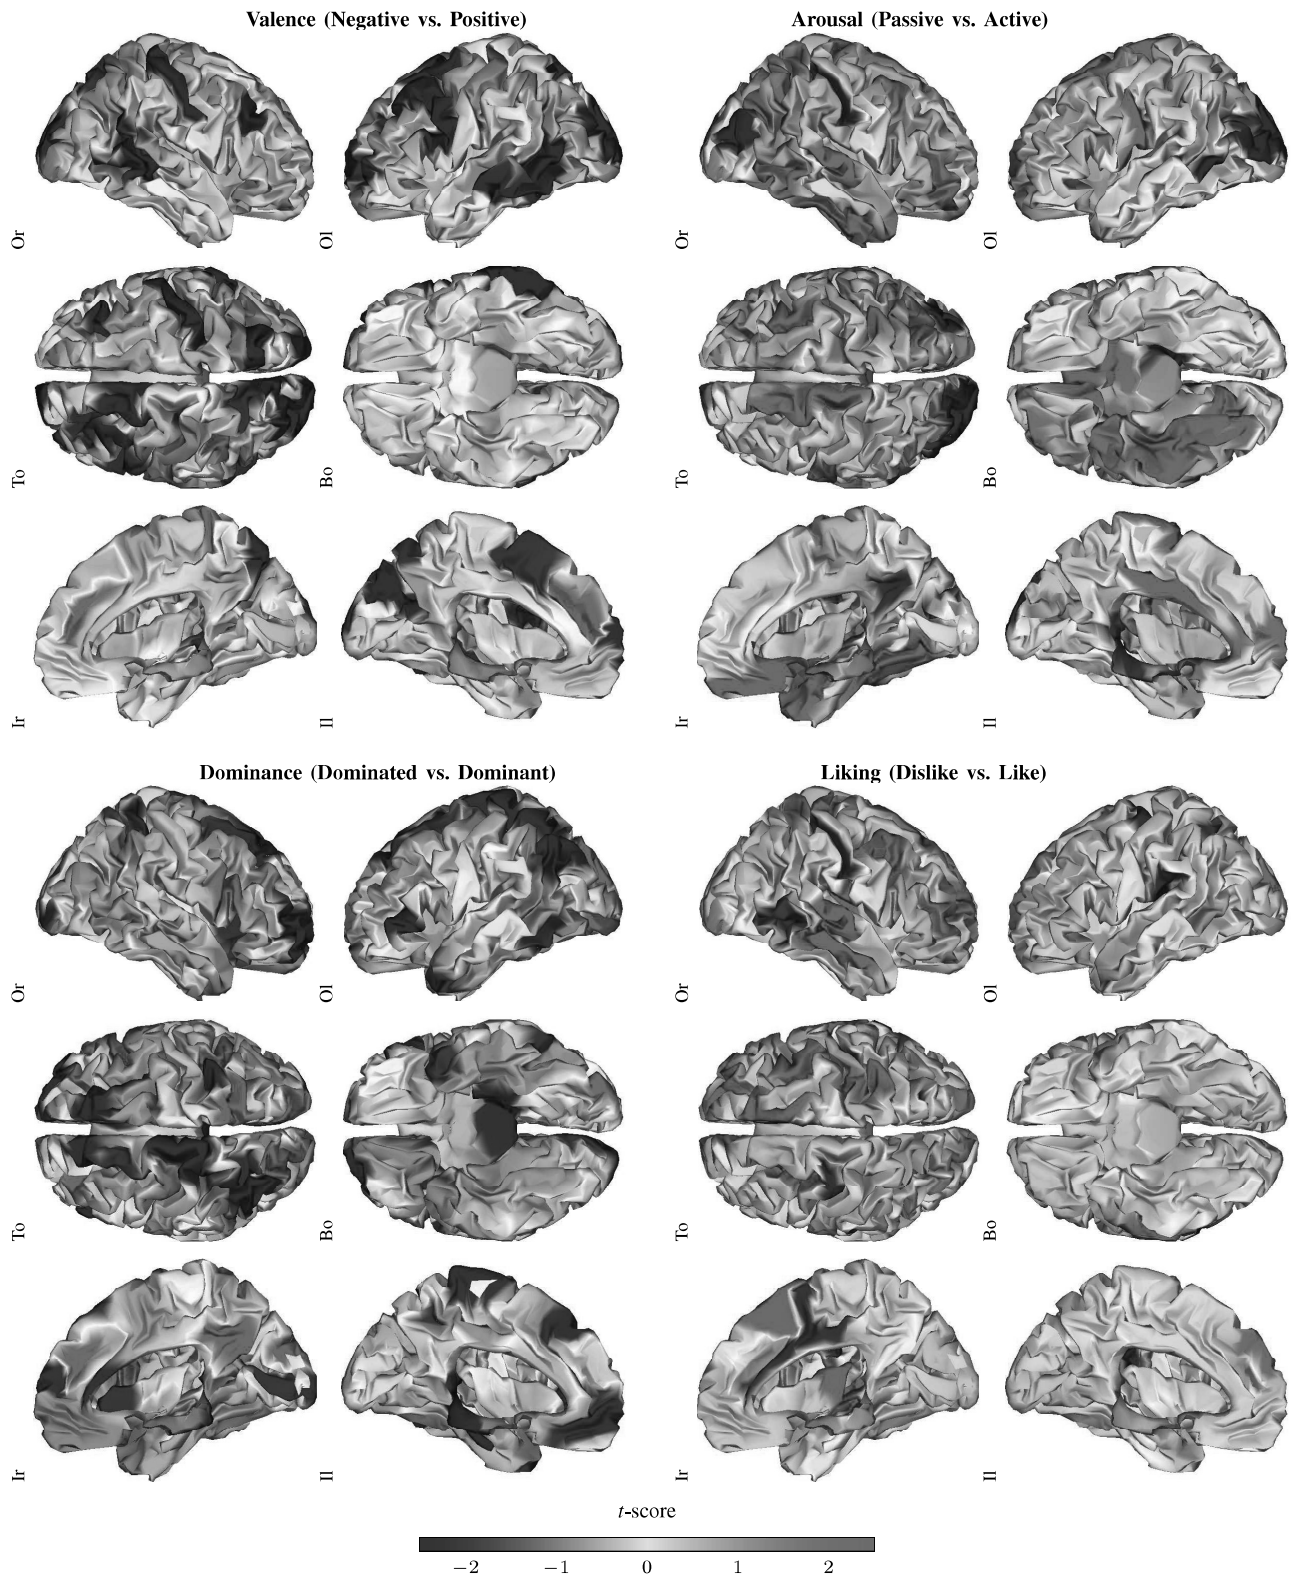 Valence (Negative vs. Positive)
Arousal (Passive vs. Active)
Or
Ol
Or
Ol
To
Bo
To
Bo
Ir
Il
Ir
Il
Dominance (Dominated vs. Dominant)
Liking (Dislike vs. Like)
Or
Ol
Or
Ol
To
Bo
To
Bo
Ir
Il
Ir
Il
t-score
−2 −1 0 1 2